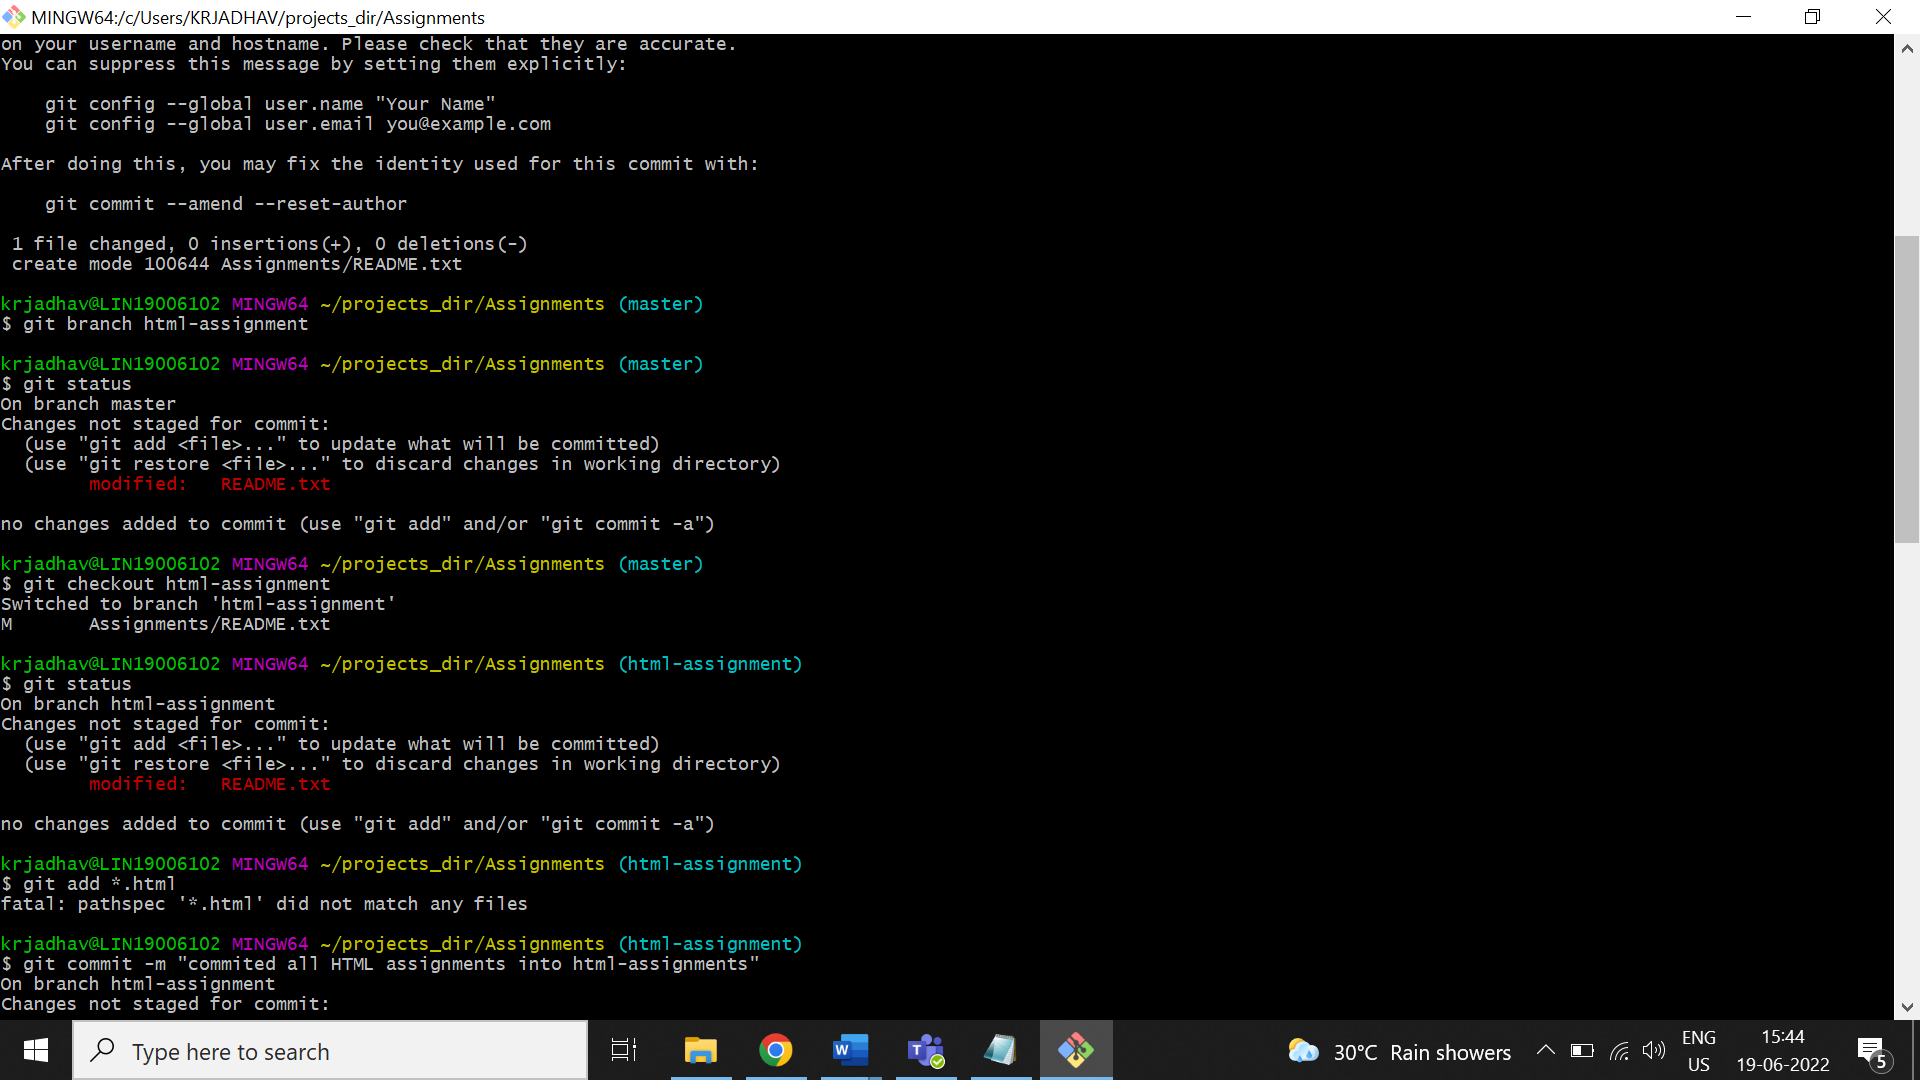 MINGW64:/c/Users/KRJADHAV/projects_dir/Assignments
on your username and hostname. Please check that they are accurate.
You can suppress this message by setting them explicitly:
git config --global user.name "Your Name"
git config --global user.email you@example.com
After doing this, you may fix the identity used for this commit with:
git commit --amend --reset-author
1 file changed, 0 insertions(+), 0 deletions(-)
create mode 100644 Assignments/README.txt
krjadhav@LIN19006102 MINGW64 ~/projects_dir/Assignments (master)
$ git branch html-assignment
krjadhav@LIN19006102 MINGW64 ~/projects_dir/Assignments (master)
$ git status
On branch master
Changes not staged for commit:
(use "git add <file>..." to update what will be committed)
(use "git restore <file>..." to discard changes in working directory)
modified: README.txt
no changes added to commit (use "git add" and/or "git commit -a")
krjadhav@LIN19006102 MINGW64 ~/projects_dir/Assignments (master)
$ git checkout html-assignment
Switched to branch 'html-assignment'
M Assignments/README.txt
krjadhav@LIN19006102 MINGW64 ~/projects_dir/Assignments (html-assignment)
$ git status
On branch html-assignment
Changes not staged for commit:
(use "git add <file>..." to update what will be committed)
(use "git restore <file>..." to discard changes in working directory)
modified: README.txt
no changes added to commit (use "git add" and/or "git commit -a")
krjadhav@LIN19006102 MINGW64 ~/projects_dir/Assignments (html-assignment)
$ git add *.html
fatal: pathspec '*.html' did not match any files
krjadhav@LIN19006102 MINGW64 ~/projects_dir/Assignments (html-assignment)
$ git commit -m "commited all HTML assignments into html-assignments"
On branch html-assignment
Changes not staged for commit:
Type here to search
W
T
30°C Rain showers
ENG
US
15:44
19-06-2022
5